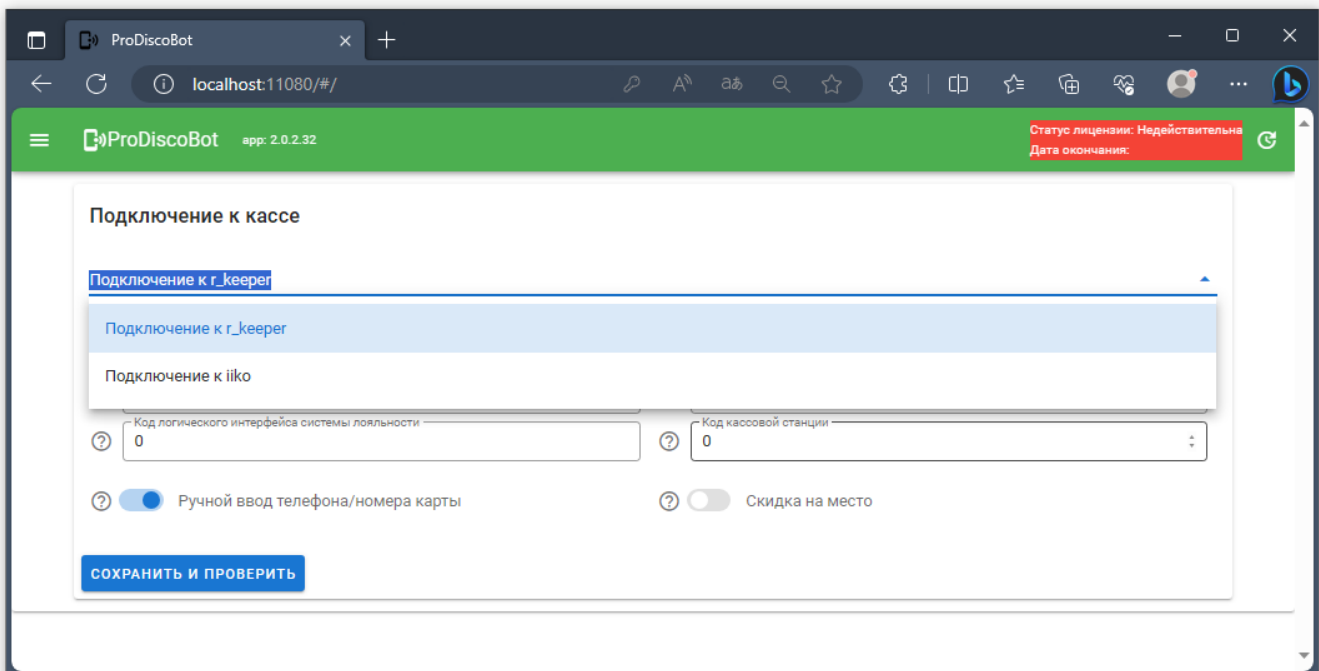 ProDiscoBot
localhost:11080/#/
ProDiscoBot app: 2.0.2.32
Статус лицензии: Недействительна
Дата окончания:
Подключение к кассе
Подключение к r_keeper
Подключение к r_keeper
Подключение к iiko
Код логического интерфейса системы лояльности
0
Код кассовой станции
0
Ручной ввод телефона/номера карты
Скидка на место
СОХРАНИТЬ И ПРОВЕРИТЬ